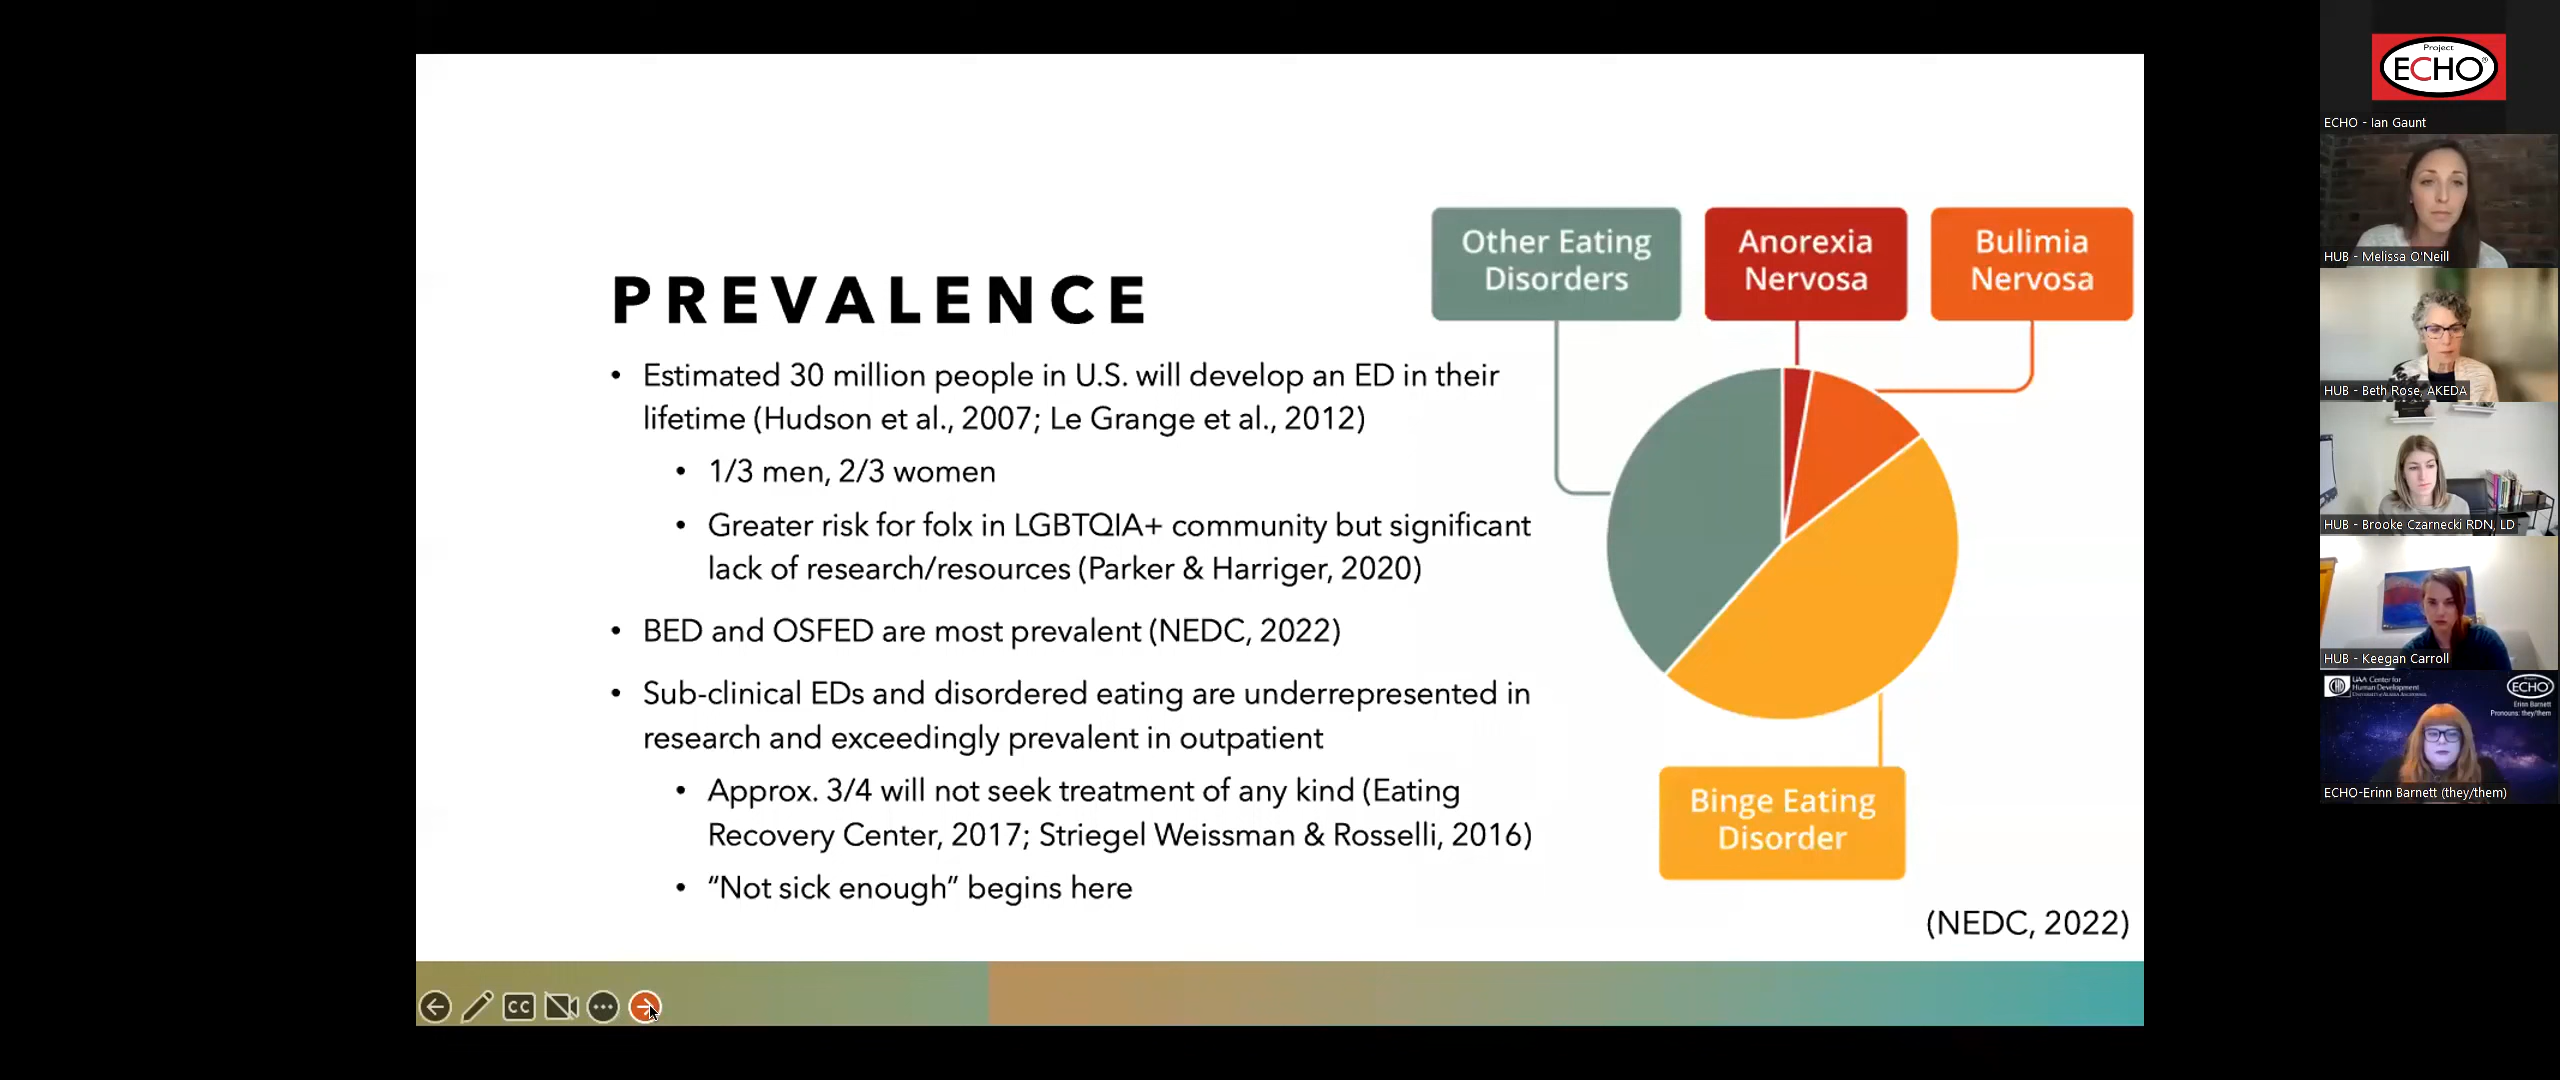 PREVALENCE
• Estimated 30 million people in U.S. will develop an ED in their
lifetime (Hudson et al., 2007; Le Grange et al., 2012)
• 1/3 men, 2/3 women
• Greater risk for folx in LGBTQIA+ community but significant
lack of research/resources (Parker & Harriger, 2020)
• BED and OSFED are most prevalent (NEDC, 2022)
• Sub-clinical EDs and disordered eating are underrepresented in
research and exceedingly prevalent in outpatient
• Approx. 3/4 will not seek treatment of any kind (Eating
Recovery Center, 2017; Striegel Weissman & Rosselli, 2016)
• “Not sick enough” begins here
Other Eating
Disorders
Anorexia
Nervosa
Bulimia
Nervosa
Binge Eating
Disorder
(NEDC, 2022)
CC
Project
ECHO®
ECHO - Ian Gaunt
HUB - Melissa O'Neill
HUB - Beth Rose, AKEDA
HUB - Brooke Czarnecki RDN, LD
HUB - Keegan Carroll
UAA Center for
Human Development
ECHO
Erinn Barnett
Pronouns: they/them
ECHO-Erinn Barnett (they/them)